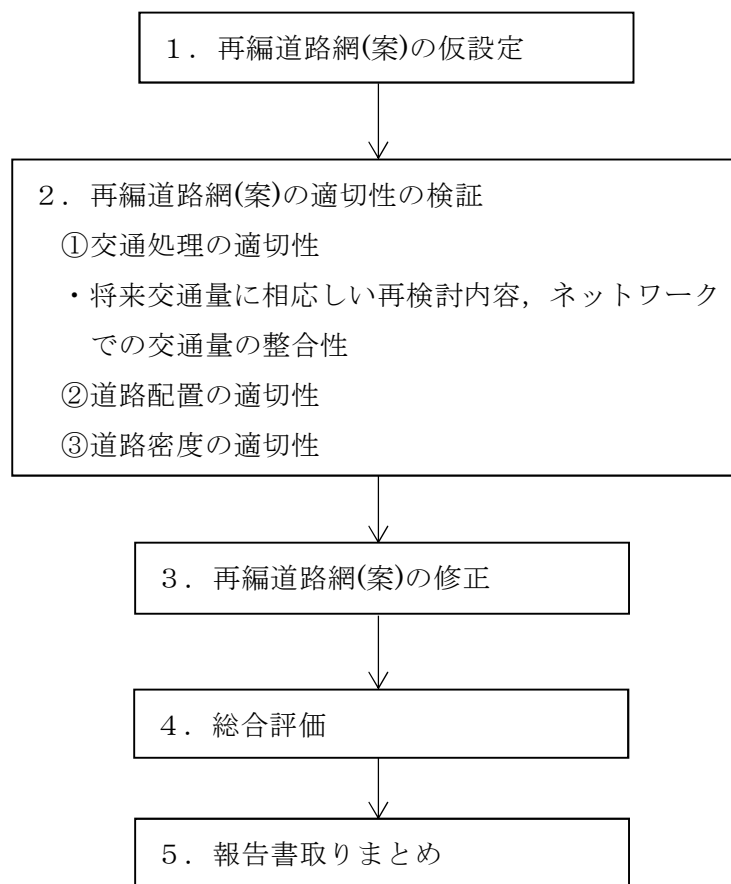 １．再編道路網(案)の仮設定
２．再編道路網(案)の適切性の検証
①交通処理の適切性
・将来交通量に相応しい再検討内容，ネットワーク
での交通量の整合性
②道路配置の適切性
③道路密度の適切性
３．再編道路網(案)の修正
４．総合評価
５．報告書取りまとめ